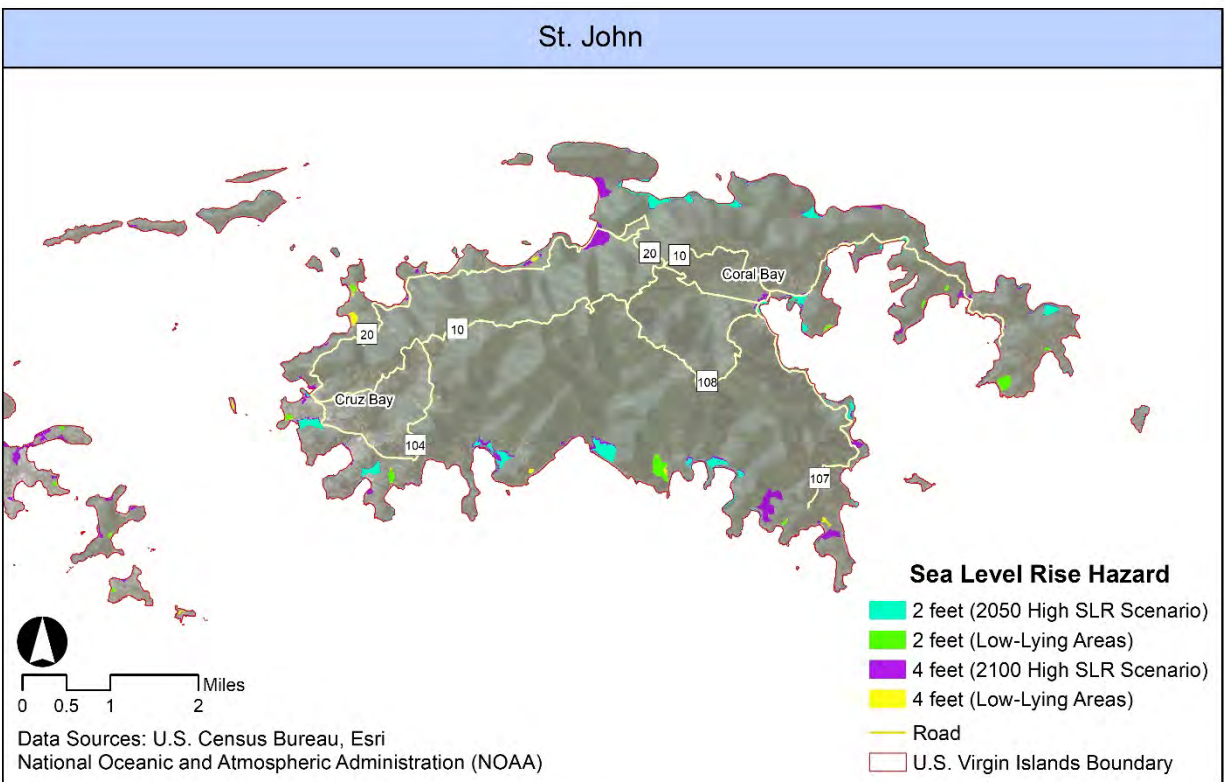 St. John
20
10
Coral Bay
20
10
108
Cruz Bay
104
107
Sea Level Rise Hazard
2 feet (2050 High SLR Scenario)
2 feet (Low-Lying Areas)
4 feet (2100 High SLR Scenario)
4 feet (Low-Lying Areas)
Road
U.S. Virgin Islands Boundary
Miles
0 0.5 1 2
Data Sources: U.S. Census Bureau, Esri
National Oceanic and Atmospheric Administration (NOAA)